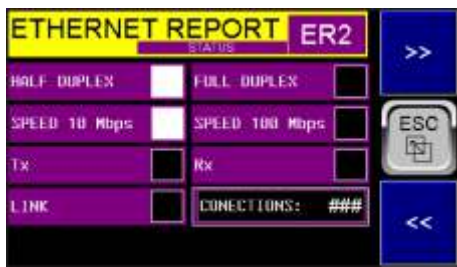 ETHERNET REPORT ER2
STATUS
>>
HALF DUPLEX FULL DUPLEX
SPEED 10 Mbps SPEED 100 Mbps
ESC
Tx Rx
LINK CONECTIONS: ###
<<